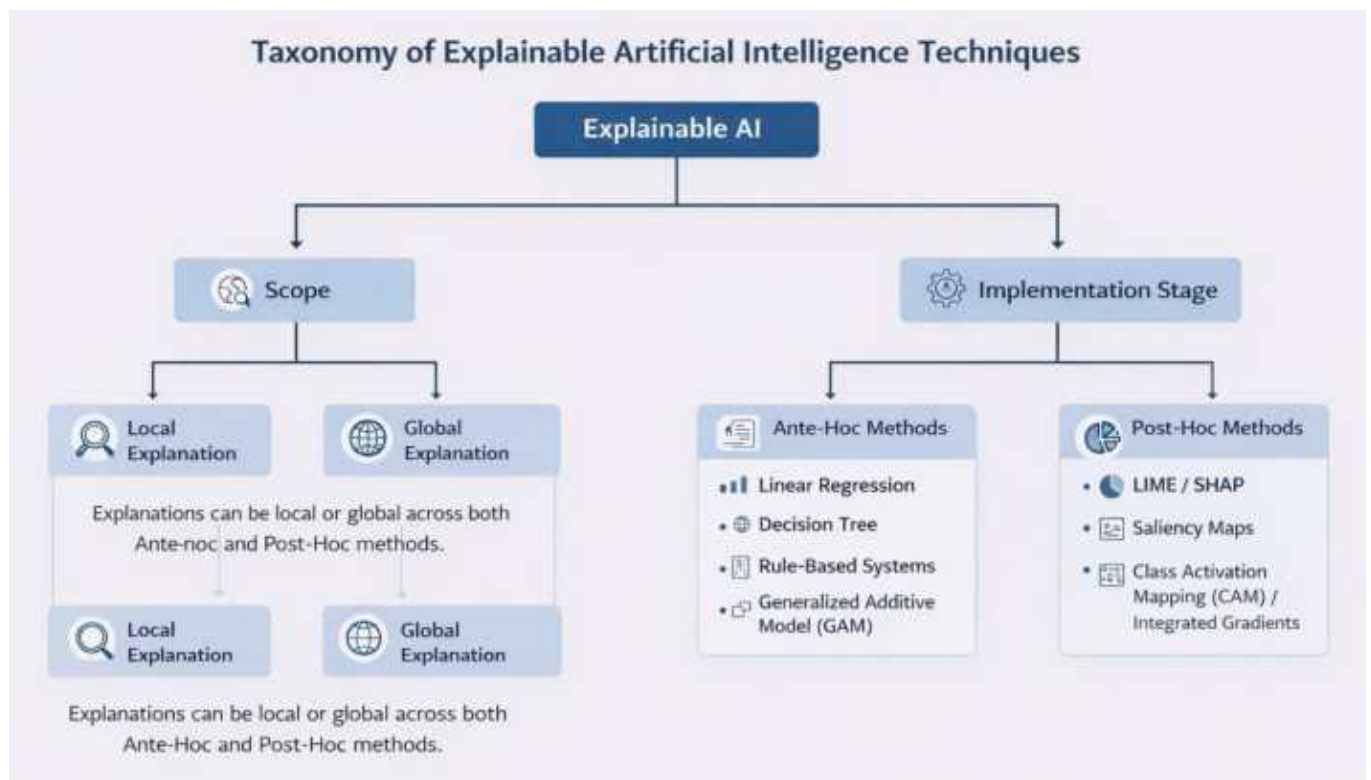 Taxonomy of Explainable Artificial Intelligence Techniques
Explainable AI
Scope
Implementation Stage
Local
Explanation
Global
Explanation
Explanations can be local or global across both
Ante-noc and Post-Hoc methods.
Local
Explanation
Global
Explanation
Explanations can be local or global across both
Ante-Hoc and Post-Hoc methods.
Ante-Hoc Methods
Linear Regression
• Decision Tree
• Rule-Based Systems
• Generalized Additive
Model (GAM)
Post-Hoc Methods
• LIME / SHAP
• Saliency Maps
• Class Activation
Mapping (CAM) /
Integrated Gradients